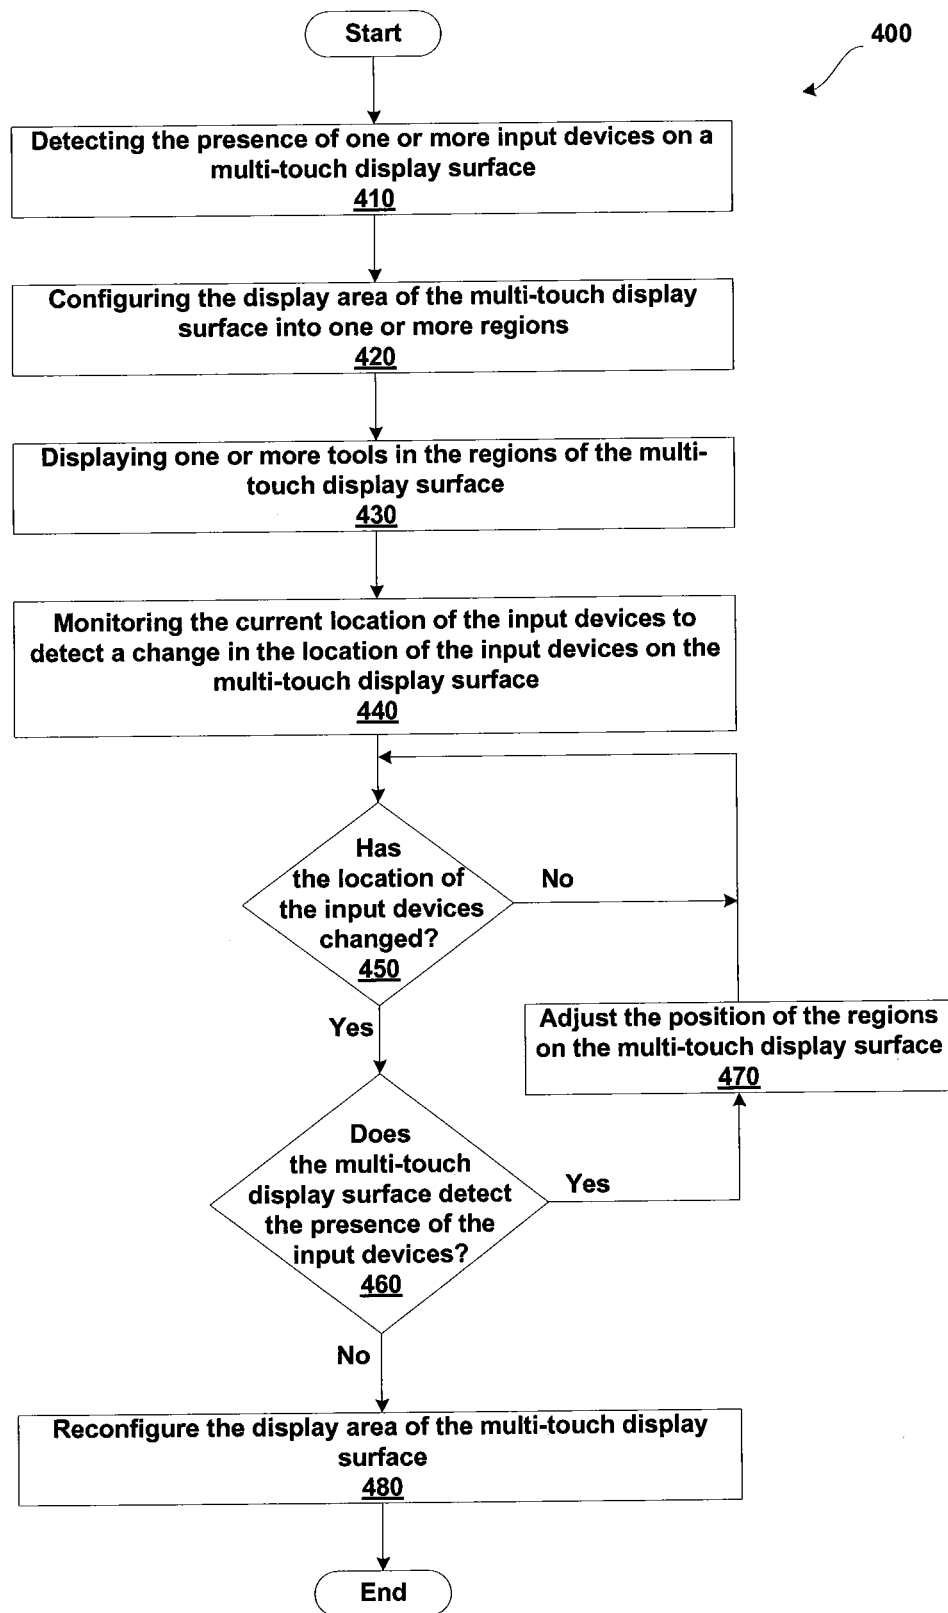 Start
400
Detecting the presence of one or more input devices on a
multi-touch display surface
410
Configuring the display area of the multi-touch display
surface into one or more regions
420
Displaying one or more tools in the regions of the multi-
touch display surface
430
Monitoring the current location of the input devices to
detect a change in the location of the input devices on the
multi-touch display surface
440
Has
the location of
the input devices
changed?
450
No
Yes
Adjust the position of the regions
on the multi-touch display surface
470
Does
the multi-touch
display surface detect
the presence of the
input devices?
460
Yes
No
Reconfigure the display area of the multi-touch display
surface
480
End